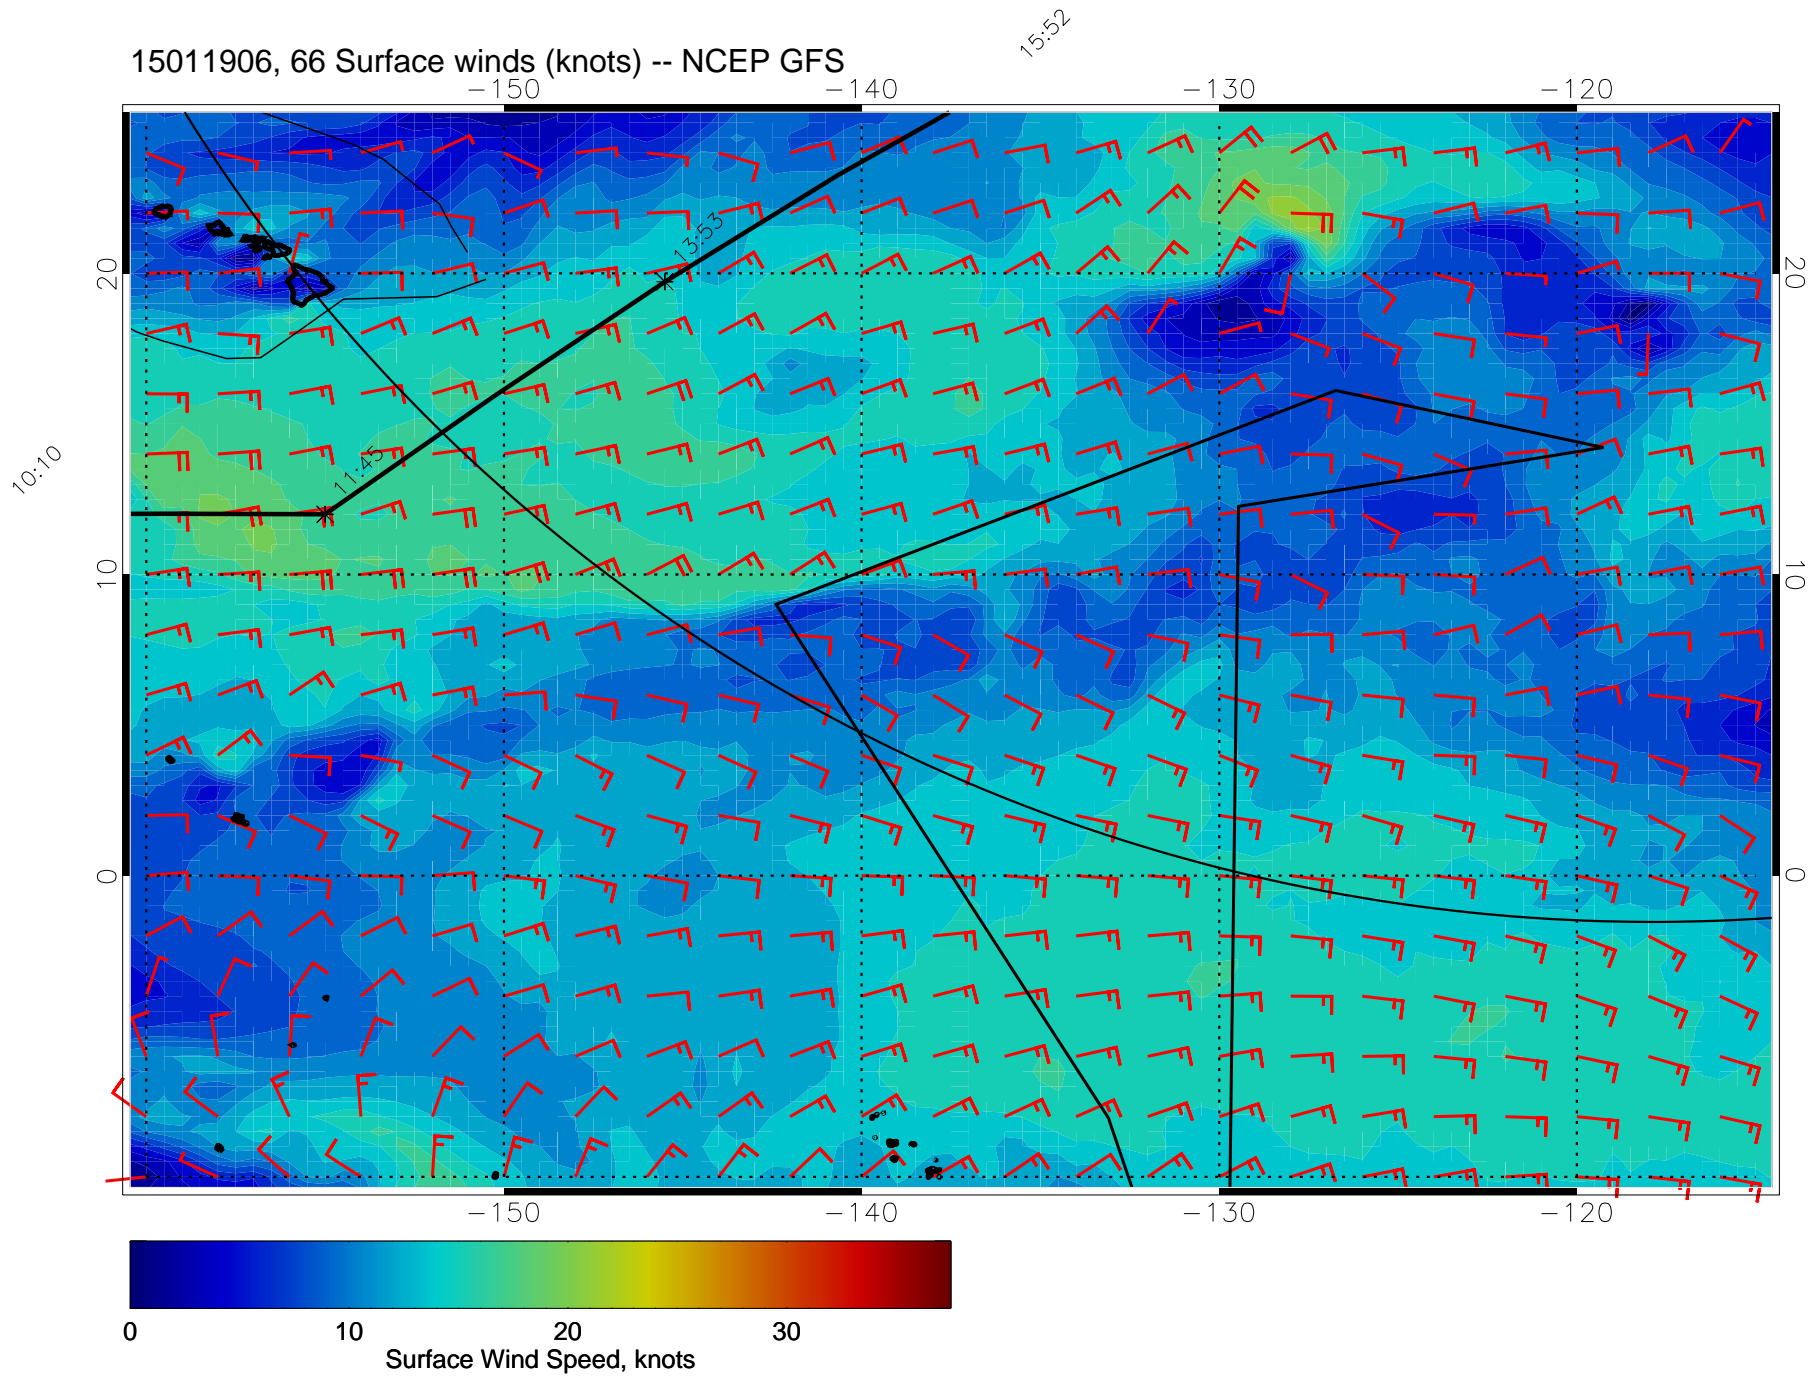 15:52
15011906, 66 Surface winds (knots) -- NCEP GFS
-150 -140 -130 -120
13:53
20 20
11:45
10:10
10 10
0 0
-150 -140 -130 -120
0 10 20 30
Surface Wind Speed, knots